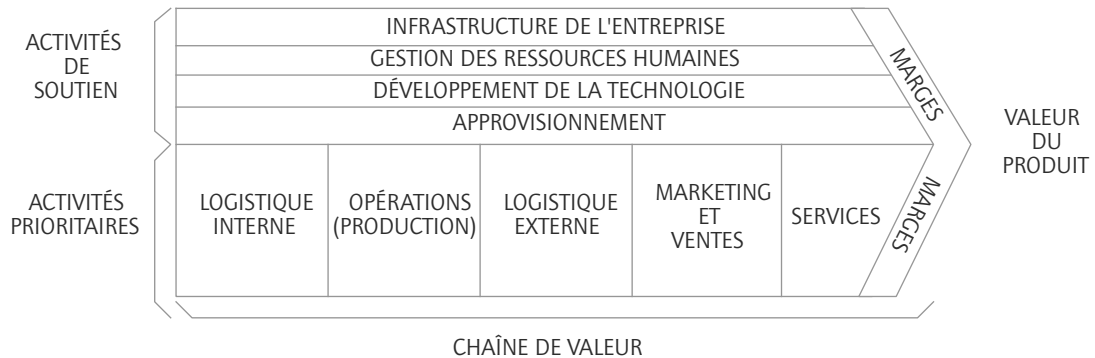 ACTIVITÉS
DE
SOUTIEN
INFRASTRUCTURE DE L'ENTREPRISE
GESTION DES RESSOURCES HUMAINES
DÉVELOPPEMENT DE LA TECHNOLOGIE
APPROVISIONNEMENT
MARGES
VALEUR
DU
PRODUIT
ACTIVITÉS
PRIORITAIRES
LOGISTIQUE
INTERNE
OPÉRATIONS
(PRODUCTION)
LOGISTIQUE
EXTERNE
MARKETING
ET
VENTES
SERVICES
MARGES
CHAÎNE DE VALEUR